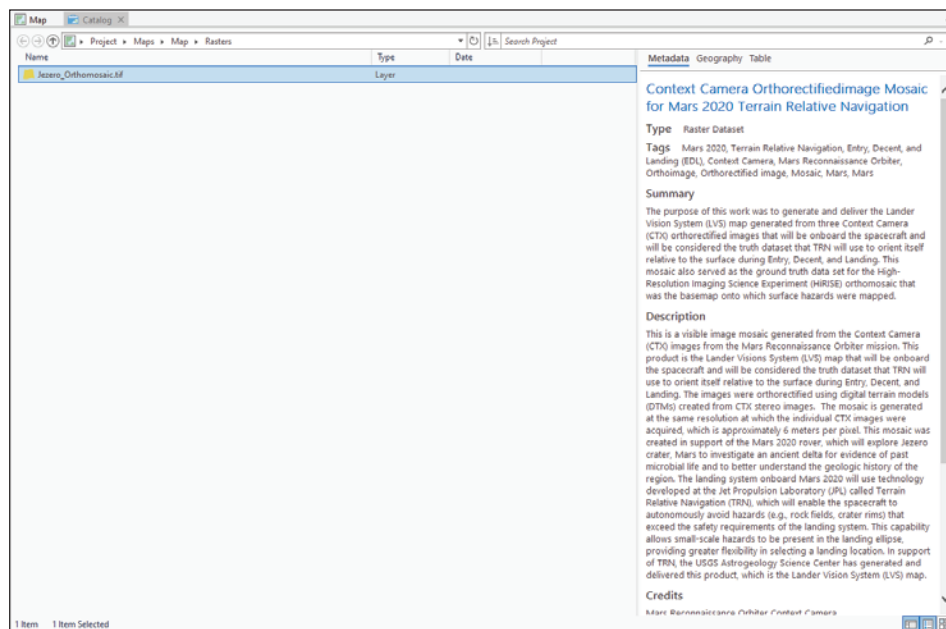 Map Catalog
Project Maps Map Rasters Search Project
Name Type Date
Jezero_Orthomosaic.tif Layer
Metadata Geography Table
Context Camera Orthorectifiedimage Mosaic
for Mars 2020 Terrain Relative Navigation
Type Raster Dataset
Tags Mars 2020, Terrain Relative Navigation, Entry, Decent, and
Landing (EDL), Context Camera, Mars Reconnaissance Orbiter,
Orthoimage, Orthorectified image, Mosaic, Mars, Mars
Summary
The purpose of this work was to generate and deliver the Lander
Vision System (LVS) map generated from three Context Camera
(CTX) orthorectified images that will be onboard the spacecraft and
will be considered the truth dataset that TRN will use to orient itself
relative to the surface during Entry, Decent, and Landing. This
mosaic also served as the ground truth data set for the High-
Resolution Imaging Science Experiment (HiRISE) orthomosaic that
was the basemap onto which surface hazards were mapped.
Description
This is a visible image mosaic generated from the Context Camera
(CTX) images from the Mars Reconnaissance Orbiter mission. This
product is the Lander Visions System (LVS) map that will be onboard
the spacecraft and will be considered the truth dataset that TRN will
use to orient itself relative to the surface during Entry, Decent, and
Landing. The images were orthorectified using digital terrain models
(DTMs) created from CTX stereo images. The mosaic is generated
at the same resolution at which the individual CTX images were
acquired, which is approximately 6 meters per pixel. This mosaic was
created in support of the Mars 2020 rover, which will explore Jezero
crater, Mars to investigate an ancient delta for evidence of past
microbial life and to better understand the geologic history of the
region. The landing system onboard Mars 2020 will use technology
developed at the Jet Propulsion Laboratory (JPL) called Terrain
Relative Navigation (TRN), which will enable the spacecraft to
autonomously avoid hazards (e.g., rock fields, crater rims) that
exceed the safety requirements of the landing system. This capability
allows small-scale hazards to be present in the landing ellipse,
providing greater flexibility in selecting a landing location. In support
of TRN, the USGS Astrogeology Science Center has generated and
delivered this product, which is the Lander Vision System (LVS) map.
Credits
Mars Reconnaissance Orbiter Context Camera
1 Item 1 Item Selected